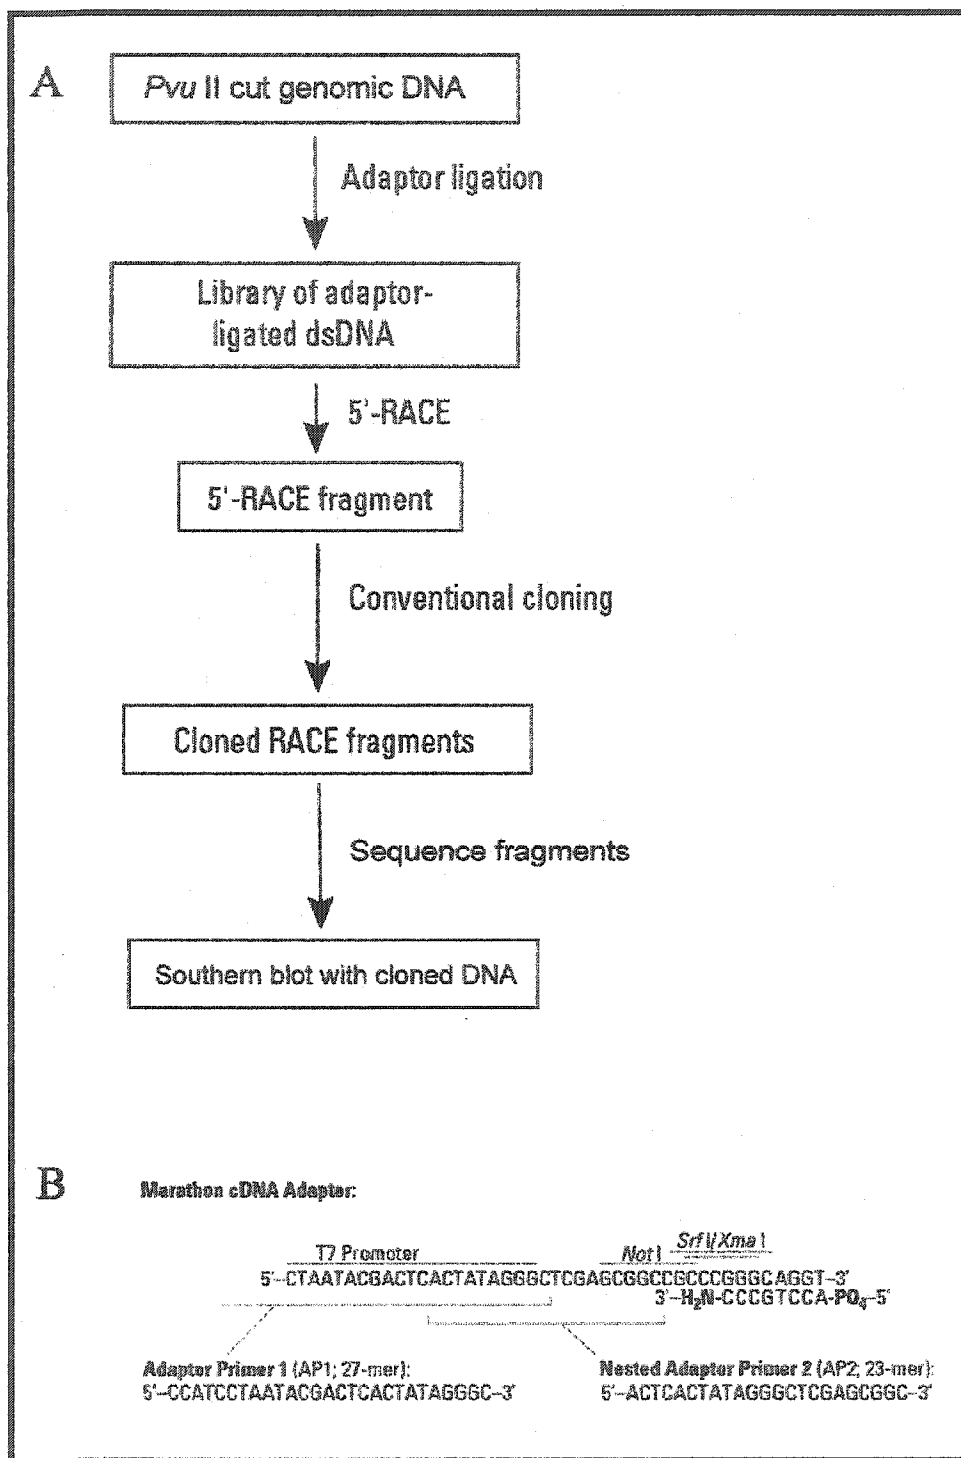 A
Pvu II cut genomic DNA
Adaptor ligation
Library of adaptor-
ligated dsDNA
5'-RACE
5'-RACE fragment
Conventional cloning
Cloned RACE fragments
Sequence fragments
Southern blot with cloned DNA
B
Marathon cDNA Adaptor:
T7 Promoter Not I Srf I/Xma I
5'–CTAATACGACTCACTATAGGGCTCGAGCGGCCGCCCGGGCAGGT–3'
3'–H2N-CCCGTCCA-PO4–5'
Adaptor Primer 1 (AP1; 27-mer):
5'–CCATCCTAATACGACTCACTATAGGGC–3'
Nested Adaptor Primer 2 (AP2; 23-mer):
5'–ACTCACTATAGGGCTCGAGCGGC–3'